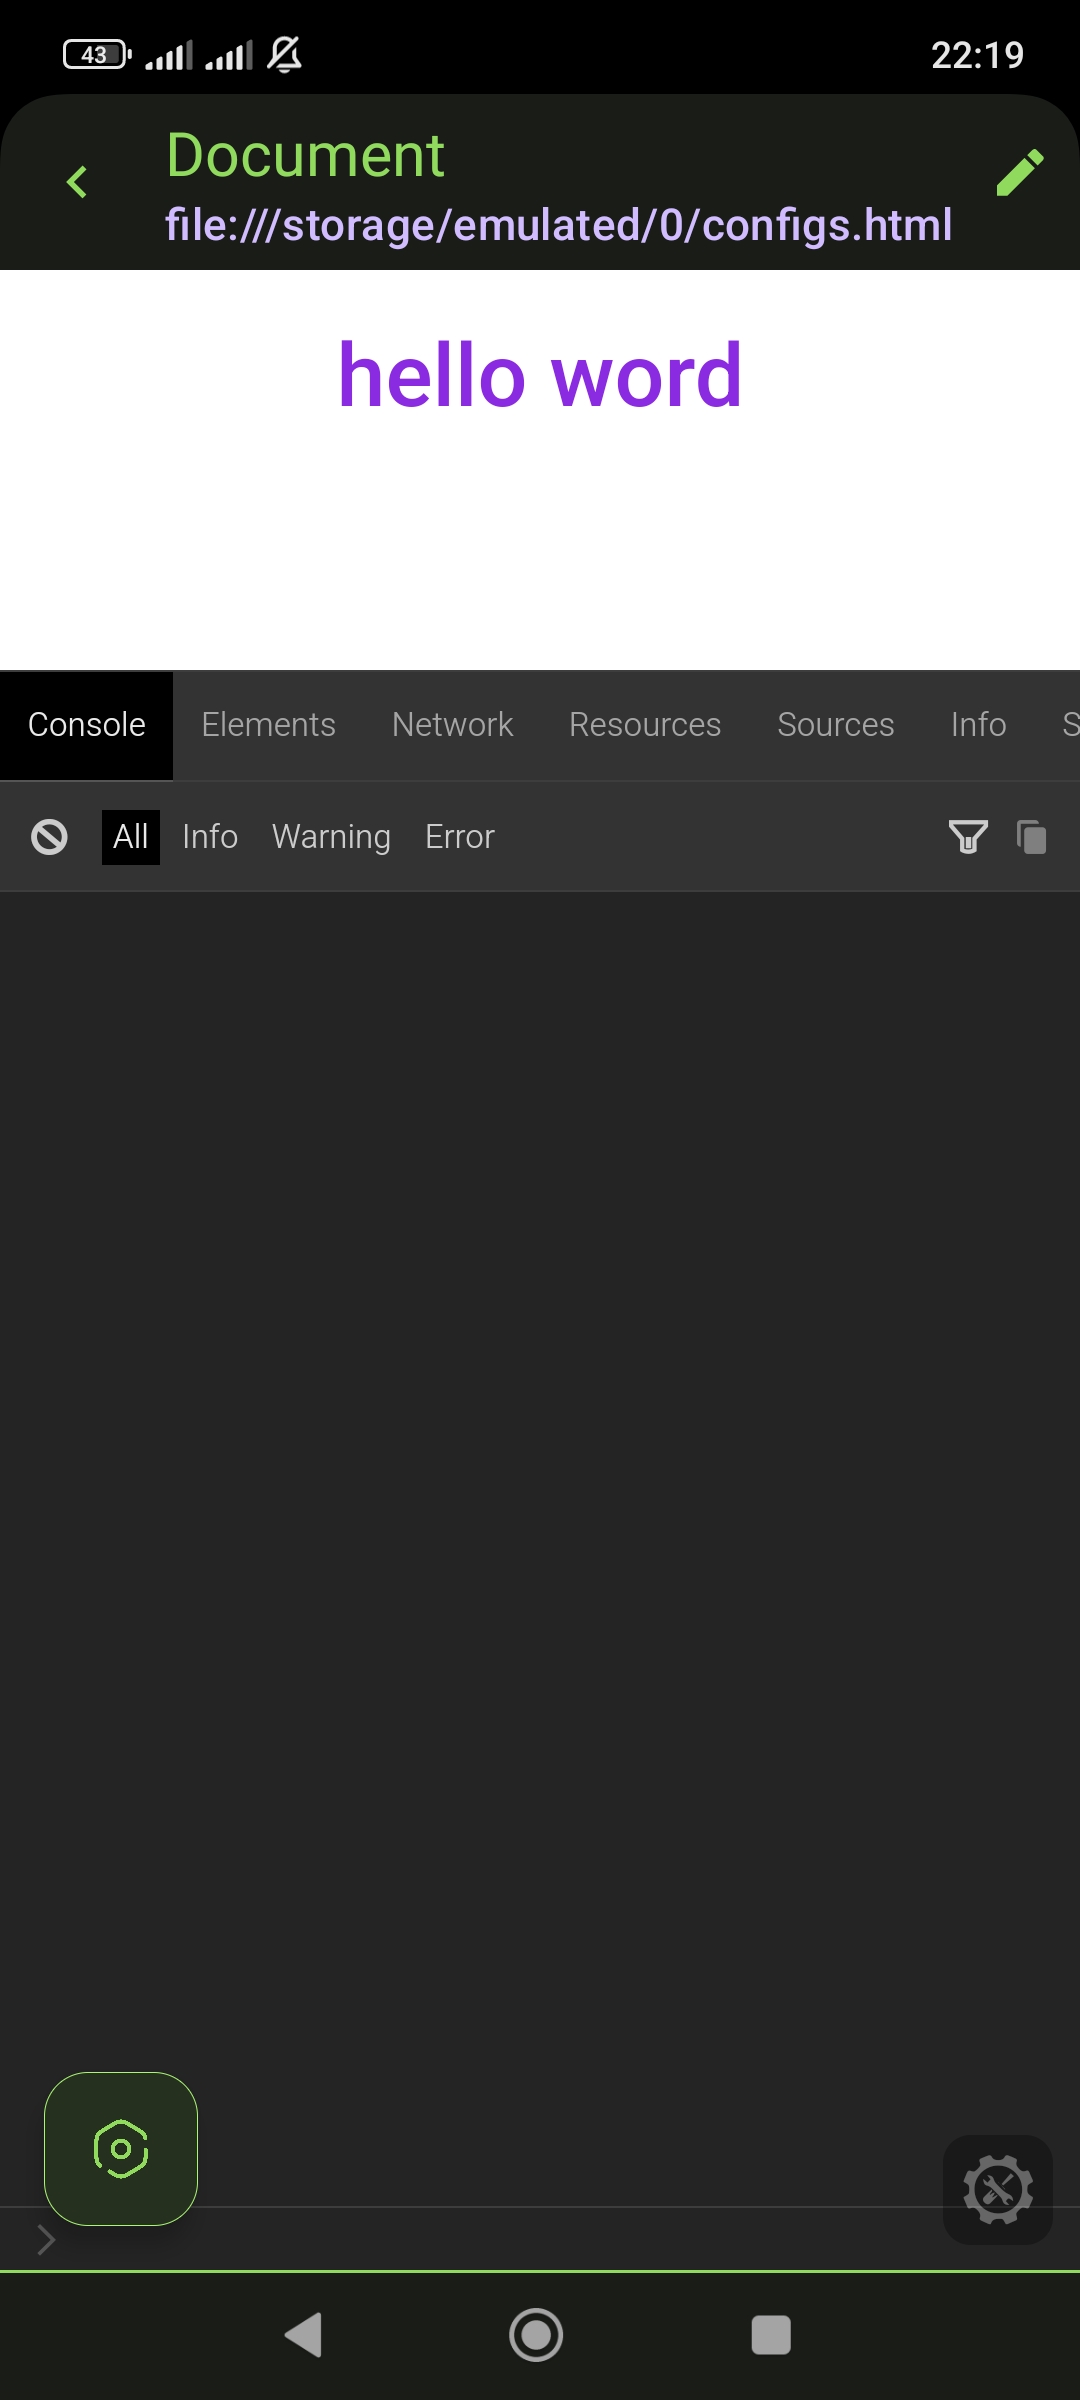 43
22:19
Document
file:///storage/emulated/0/configs.html
hello word
Console Elements Network Resources Sources Info S
All Info Warning Error